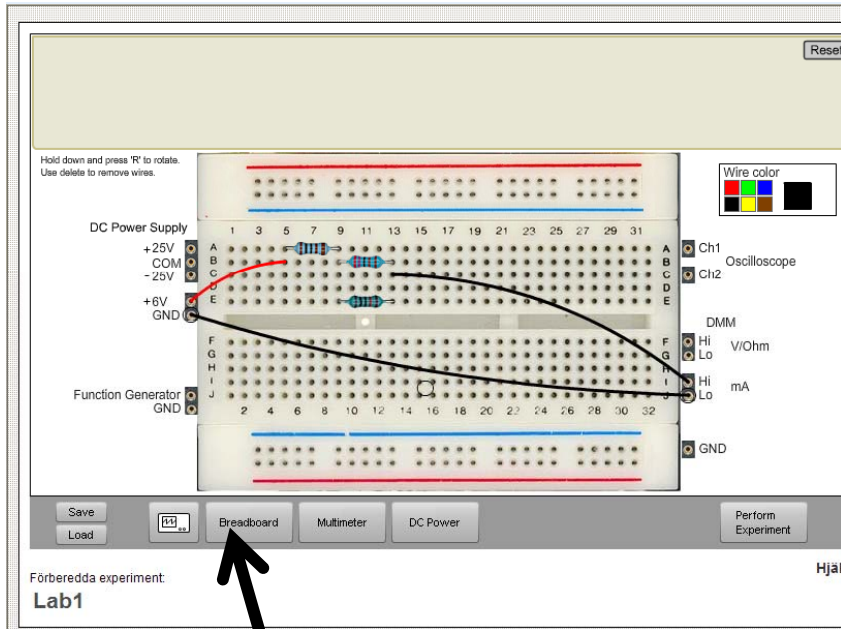 Reset
Hold down and press 'R' to rotate.
Use delete to remove wires.
Wire color
DC Power Supply
1 3 5 7 9 11 13 15 17 19 21 23 25 27 29 31
+25V A A Ch1
COM B B Oscilloscope
-25V C C Ch2
D D
+6V E E
GND
DMM
F F Hi V/Ohm
G G Lo
H H
I I Hi mA
Function Generator J J Lo
GND 2 4 6 8 10 12 14 16 18 20 22 24 26 28 30 32
GND
Save
Load
Breadboard
Multimeter
DC Power
Perform
Experiment
Förberedda experiment:
Lab1